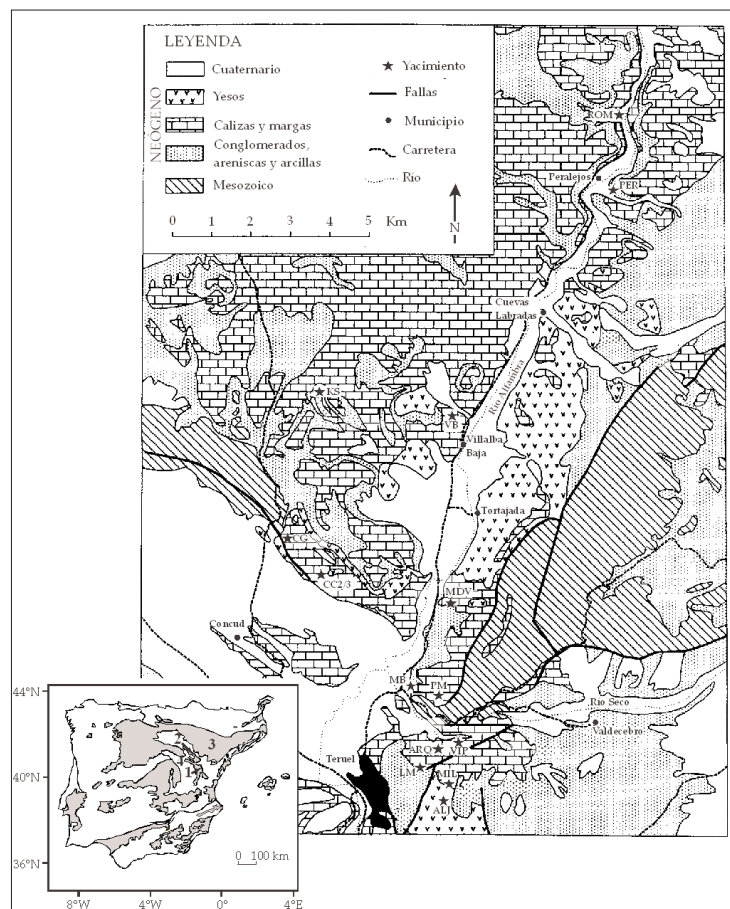 LEYENDA
NEOGENO
Cuaternario
Yesos
Calizas y margas
Conglomerados,
areniscas y arcillas
Mesozoico
Yacimiento
Fallas
Municipio
Carretera
Río
0 1 2 3 4 5 Km
N
ROM
Peralejos
PER
Cuevas
Labradas
Río Alfambra
KS
VB
Villalba
Baja
Tortajada
CG
CC2/3
MDV
Concud
MB
PM
Río Seco
Valdecebro
ARQ
VIP
Teruel
LM
MIL
ALJ
44°N
40°N
36°N
3
1
0 100 km
8°W 4°W 0° 4°E